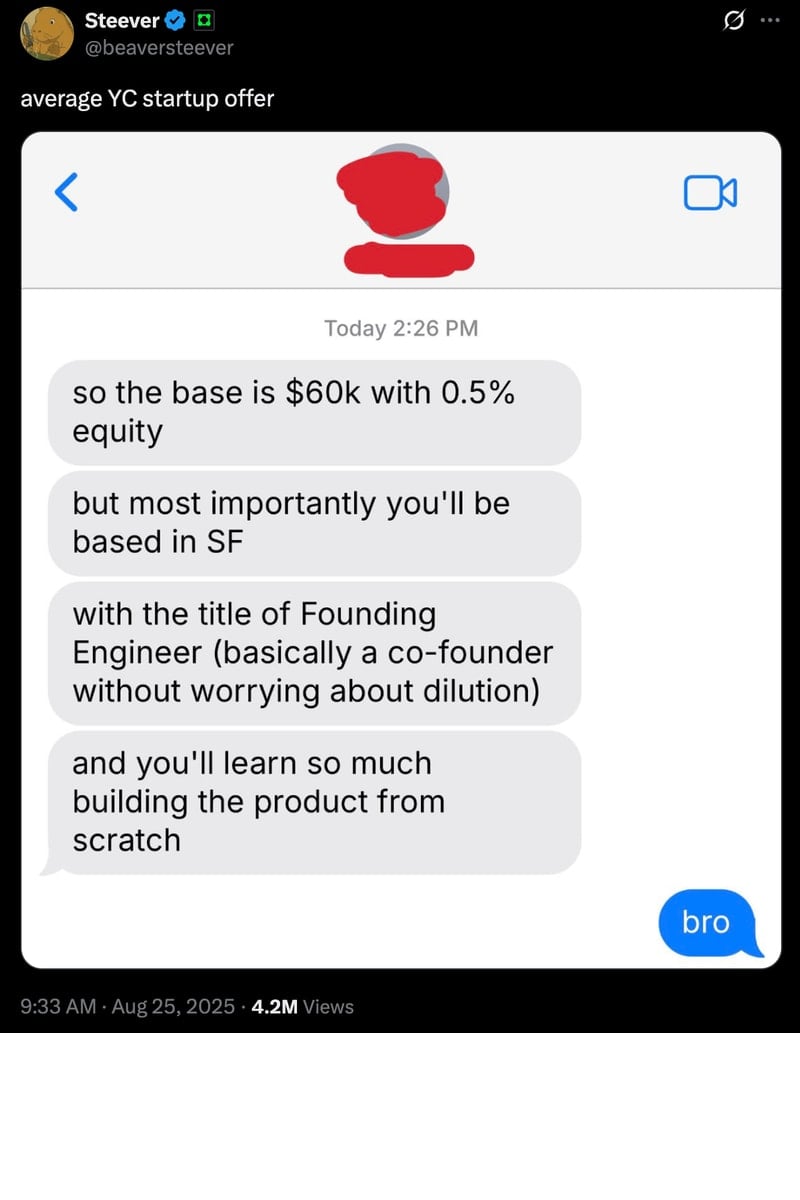 Steever
@beaversteever
average YC startup offer
Today 2:26 PM
so the base is $60k with 0.5%
equity
but most importantly you'll be
based in SF
with the title of Founding
Engineer (basically a co-founder
without worrying about dilution)
and you'll learn so much
building the product from
scratch
bro
9:33 AM · Aug 25, 2025 · 4.2M Views